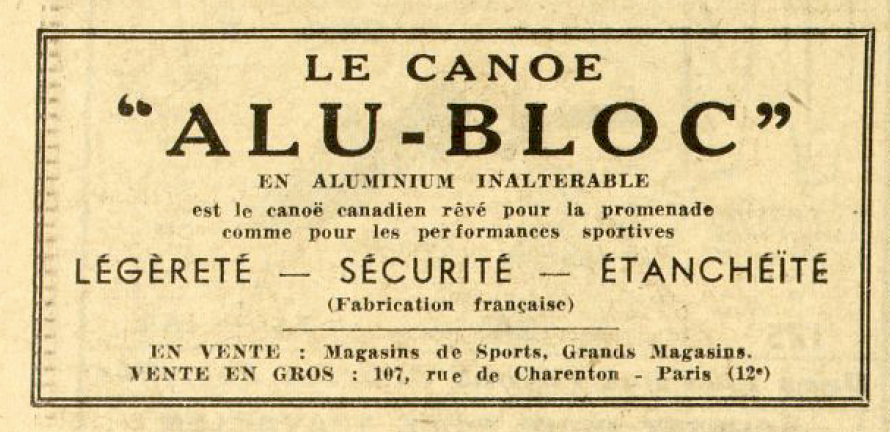 LE CANOE
“ALU-BLOC”
EN ALUMINIUM INALTERABLE
est le canoë canadien rêvé pour la promenade
comme pour les performances sportives
LÉGÈRETÉ — SÉCURITÉ — ÉTANCHÉÏTÉ
(Fabrication française)
EN VENTE : Magasins de Sports, Grands Magasins.
VENTE EN GROS : 107, rue de Charenton - Paris (12e)